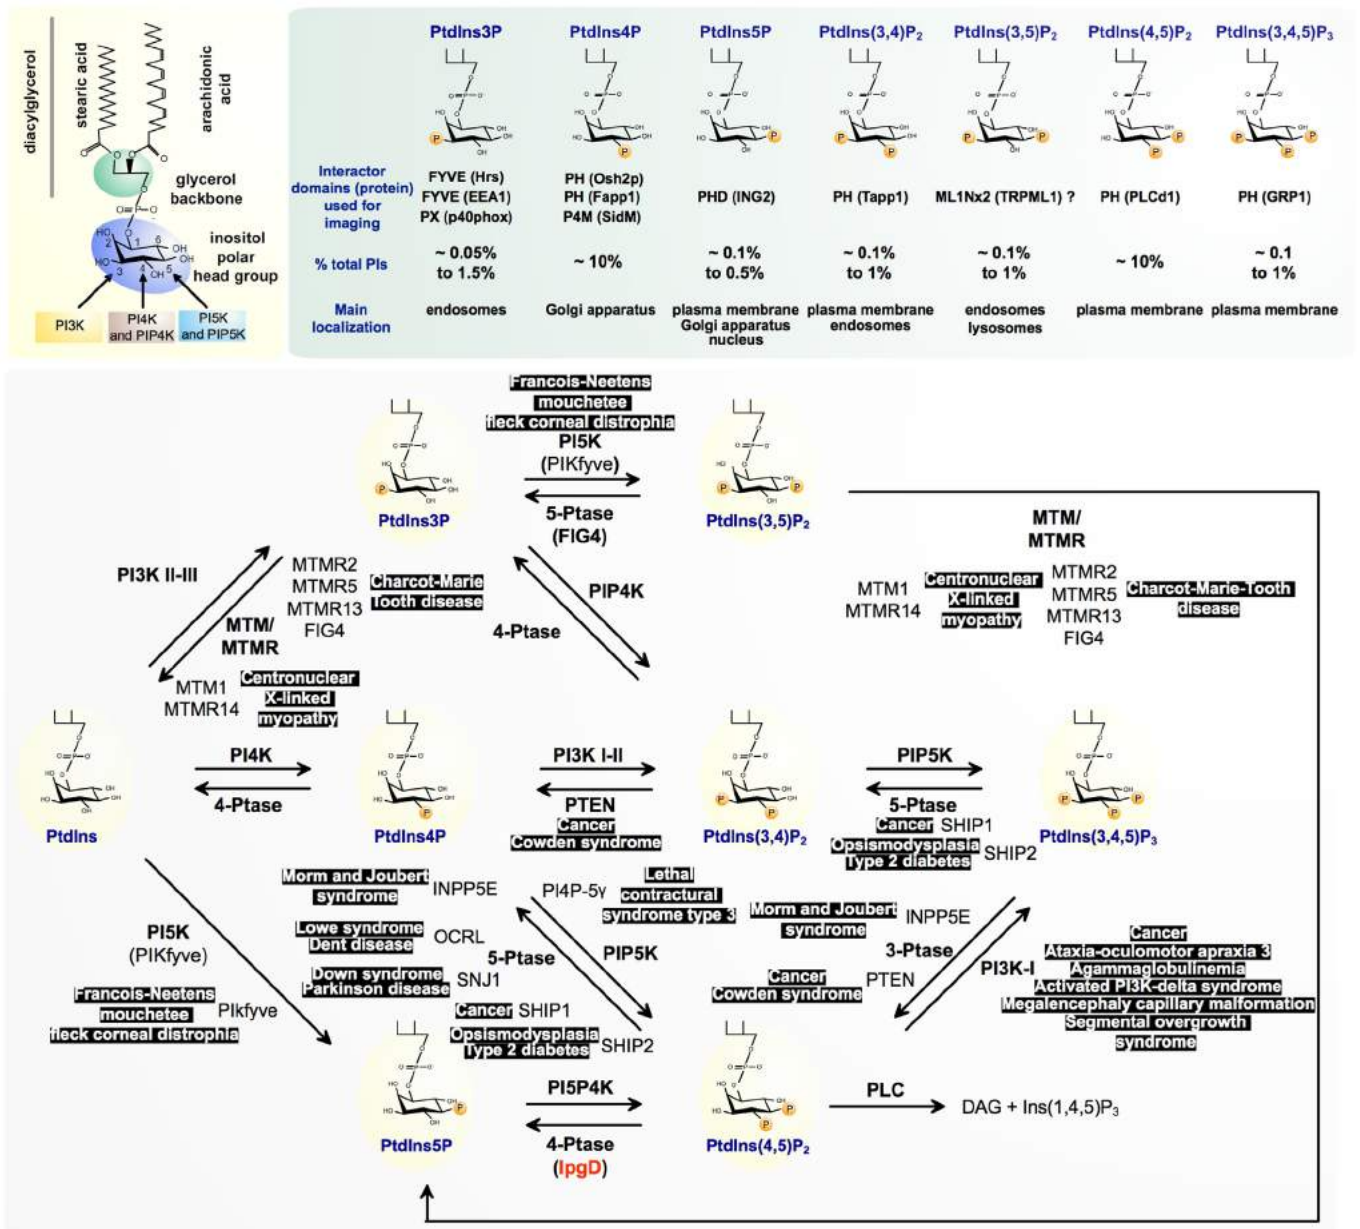 diacylglycerol
stearic acid
arachidonic
acid
glycerol
backbone
inositol
polar
head group
PI3K
PI4K
and PIP4K
PI5K
and PIP5K
PtdIns3P PtdIns4P PtdIns5P PtdIns(3,4)P2 PtdIns(3,5)P2 PtdIns(4,5)P2 PtdIns(3,4,5)P3
Interactor
domains (protein)
used for
imaging
FYVE (Hrs)
FYVE (EEA1)
PX (p40phox)
PH (Osh2p)
PH (Fapp1)
P4M (SidM)
PHD (ING2)
PH (Tapp1)
ML1Nx2 (TRPML1) ?
PH (PLCd1)
PH (GRP1)
% total PIs
~ 0.05%
to 1.5%
~ 10%
~ 0.1%
to 0.5%
~ 0.1%
to 1%
~ 0.1%
to 1%
~ 10%
~ 0.1
to 1%
Main
localization
endosomes
Golgi apparatus
plasma membrane
Golgi apparatus
nucleus
plasma membrane
endosomes
endosomes
lysosomes
plasma membrane
plasma membrane
Francois-Neetens
mouchetee
fleck corneal distrophia
PI5K
(PIKfyve)
5-Ptase
(FIG4)
PtdIns3P
PtdIns(3,5)P2
MTM/
MTMR
MTM1
MTMR14
Centronuclear
X-linked
myopathy
MTMR2
MTMR5
MTMR13
FIG4
Charcot-Marie-Tooth
disease
PI3K II-III
MTMR2
MTMR5
MTMR13
FIG4
Charcot-Marie
Tooth disease
MTM/
MTMR
MTM1
MTMR14
Centronuclear
X-linked
myopathy
PIP4K
4-Ptase
PtdIns
PI4K
4-Ptase
PtdIns4P
PI3K I-II
PTEN
Cancer
Cowden syndrome
PtdIns(3,4)P2
PIP5K
5-Ptase
Cancer SHIP1
Opsismodysplasia
Type 2 diabetes
SHIP2
PtdIns(3,4,5)P3
PI5K
(PIKfyve)
Francois-Neetens
mouchetee
fleck corneal distrophia
PIkfyve
Morm and Joubert
syndrome
INPP5E
Lowe syndrome
Dent disease
OCRL
Down syndrome
Parkinson disease
SNJ1
5-Ptase
Cancer SHIP1
Opsismodysplasia
Type 2 diabetes
SHIP2
PI4P-5γ
Lethal
contractural
syndrome type 3
PIP5K
Morm and Joubert
syndrome
INPP5E
3-Ptase
Cancer
Cowden syndrome
PTEN
PI3K-I
Cancer
Ataxia-oculomotor apraxia 3
Agammaglobulinemia
Activated PI3K-delta syndrome
Megalencephaly capillary malformation
Segmental overgrowth
syndrome
PtdIns5P
PI5P4K
4-Ptase
(IpgD)
PtdIns(4,5)P2
PLC
DAG + Ins(1,4,5)P3